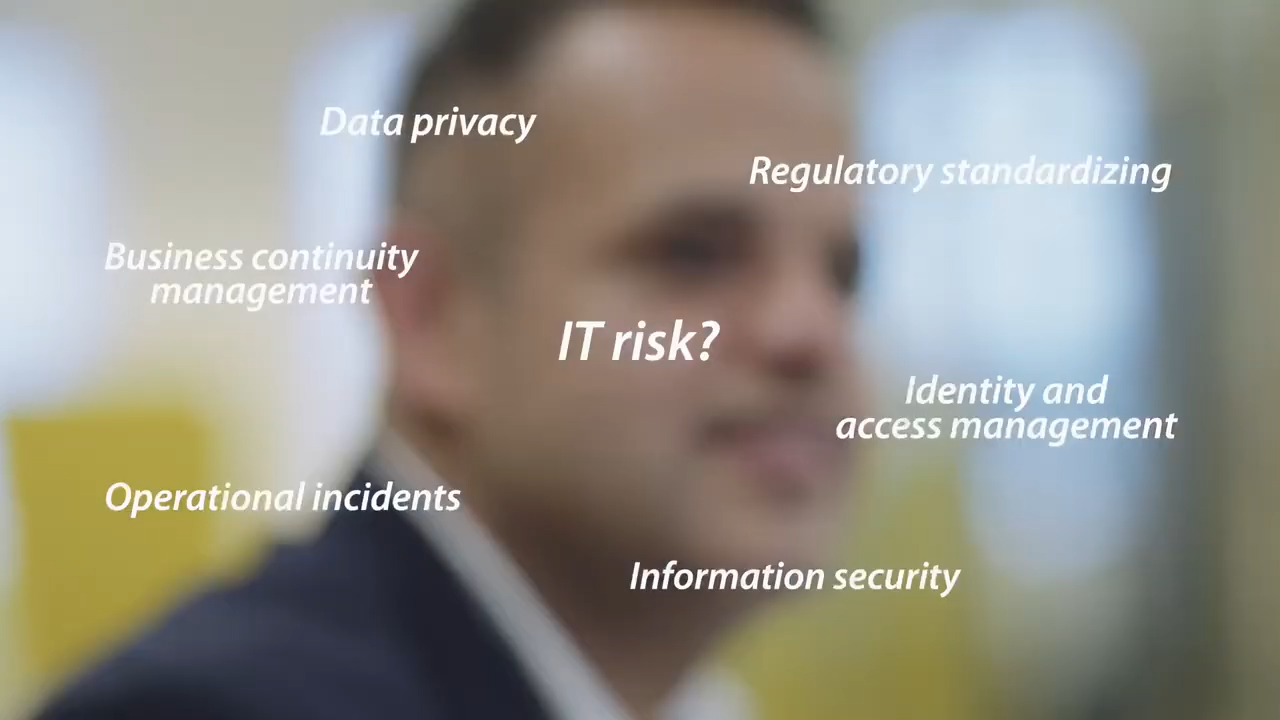 Data privacy
Regulatory standardizing
Business continuity
management
IT risk?
Identity and
access management
Operational incidents
Information security